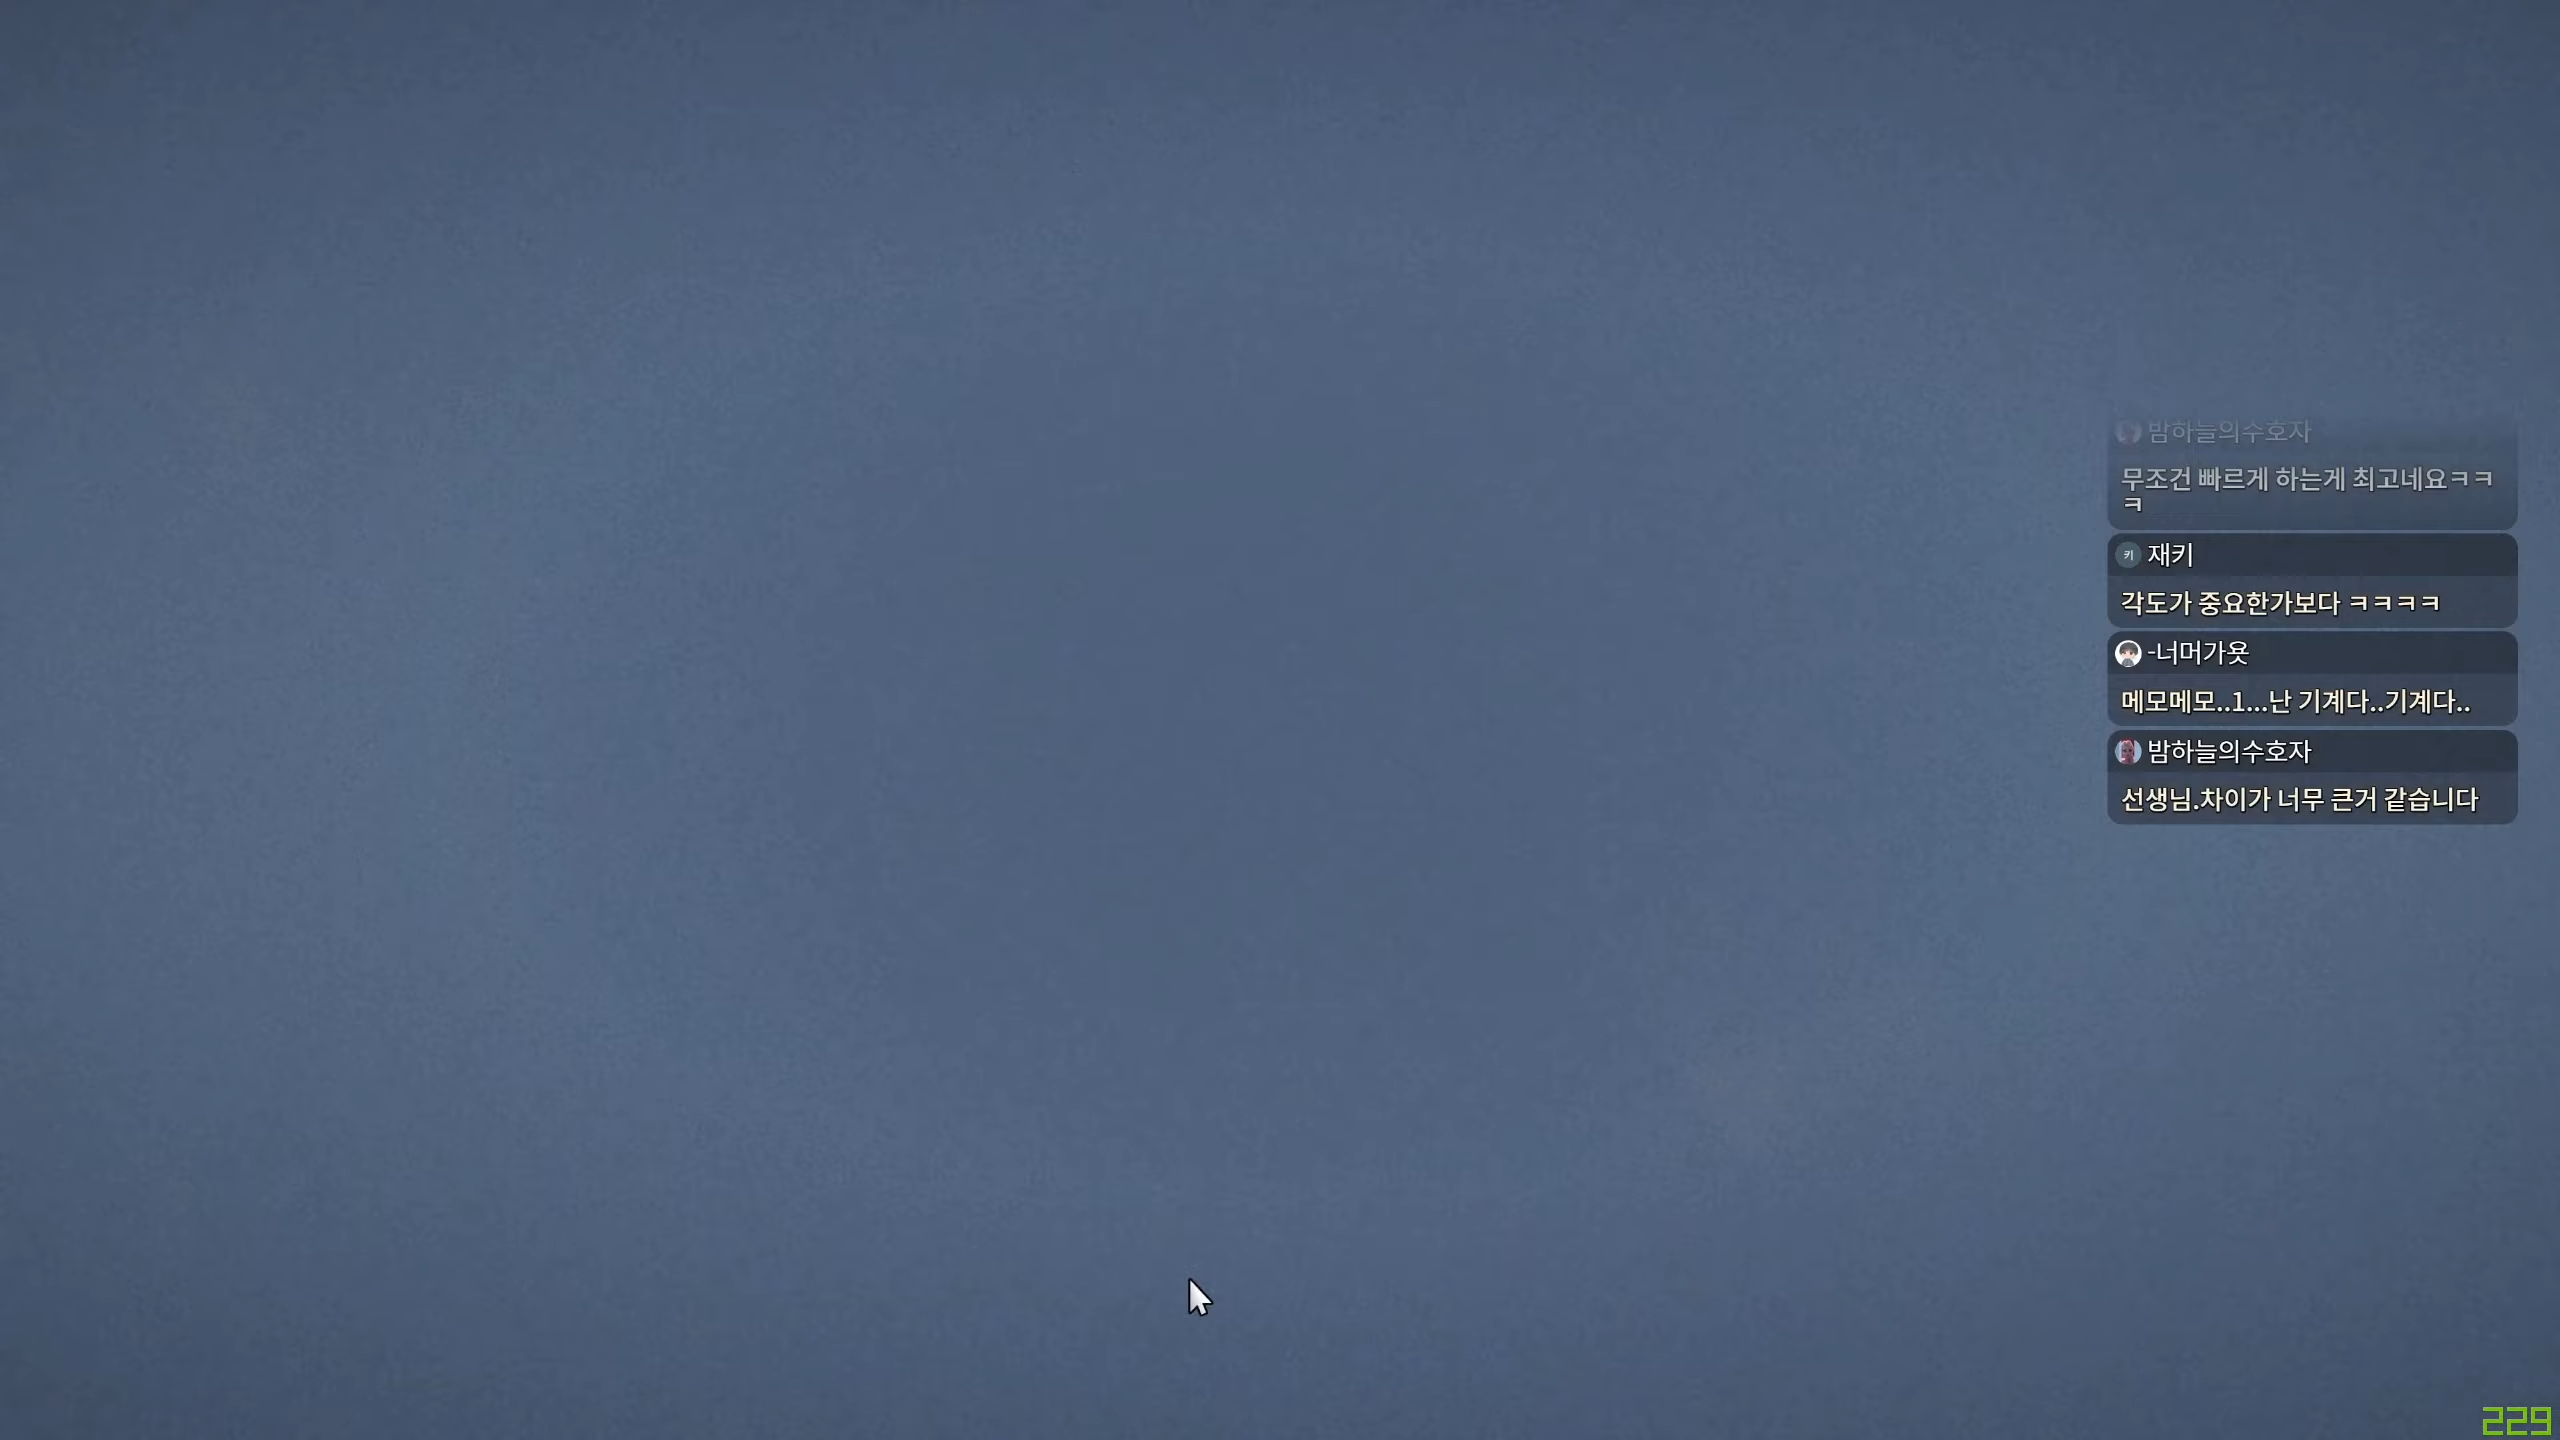 밤하늘의수호자
무조건 빠르게 하는게 최고네요ㅋㅋ
ㅋ
키 재키
각도가 중요한가보다 ㅋㅋㅋㅋ
-너머가욧
메모메모..1...난 기계다..기계다..
밤하늘의수호자
선생님.차이가 너무 큰거 같습니다
229